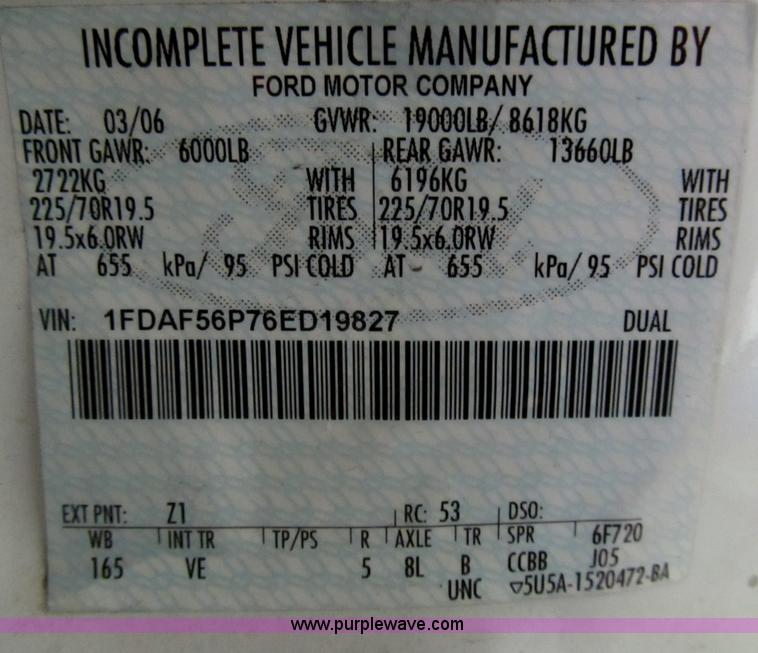 INCOMPLETE VEHICLE MANUFACTURED BY
FORD MOTOR COMPANY
DATE: 03/06 GVWR: 19000LB/ 8618KG
FRONT GAWR: 6000LB REAR GAWR: 13660LB
2722KG WITH 6196KG WITH
225/70R19.5 TIRES 225/70R19.5 TIRES
19.5x6.0RW RIMS 19.5x6.0RW RIMS
AT 655 kPa/ 95 PSI COLD AT 655 kPa/ 95 PSI COLD
VIN: 1FDAF56P76ED19827 DUAL
EXT PNT: Z1 RC: 53 DSO:
WB INT TR TP/PS R AXLE TR SPR 6F720
165 VE 5 8L B CCBB J05
UNC ▽5U5A-1520472-BA
www.purplewave.com